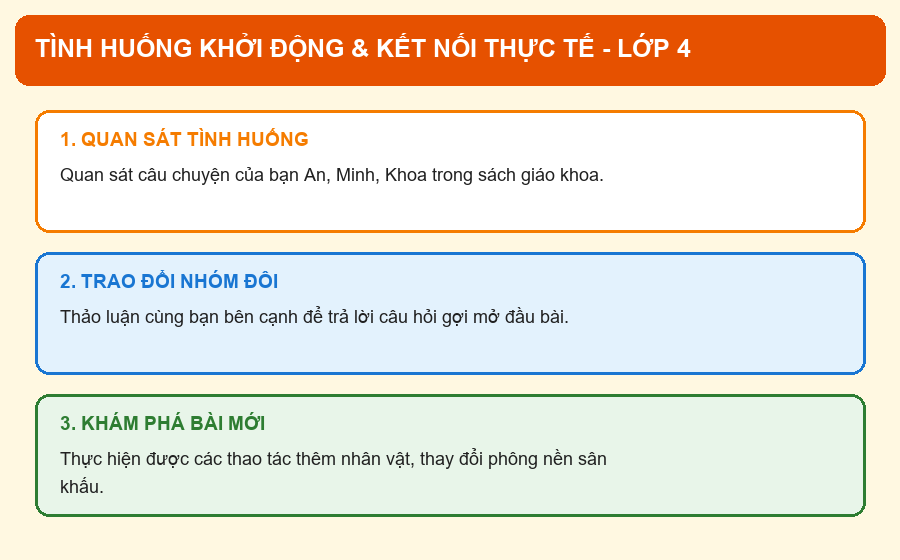 TÌNH HUỐNG KHỞI ĐỘNG & KẾT NỐI THỰC TẾ - LỚP 4
1. QUAN SÁT TÌNH HUỐNG
Quan sát câu chuyện của bạn An, Minh, Khoa trong sách giáo khoa.
2. TRAO ĐỔI NHÓM ĐÔI
Thảo luận cùng bạn bên cạnh để trả lời câu hỏi gợi mở đầu bài.
3. KHÁM PHÁ BÀI MỚI
Thực hiện được các thao tác thêm nhân vật, thay đổi phông nền sân
khấu.